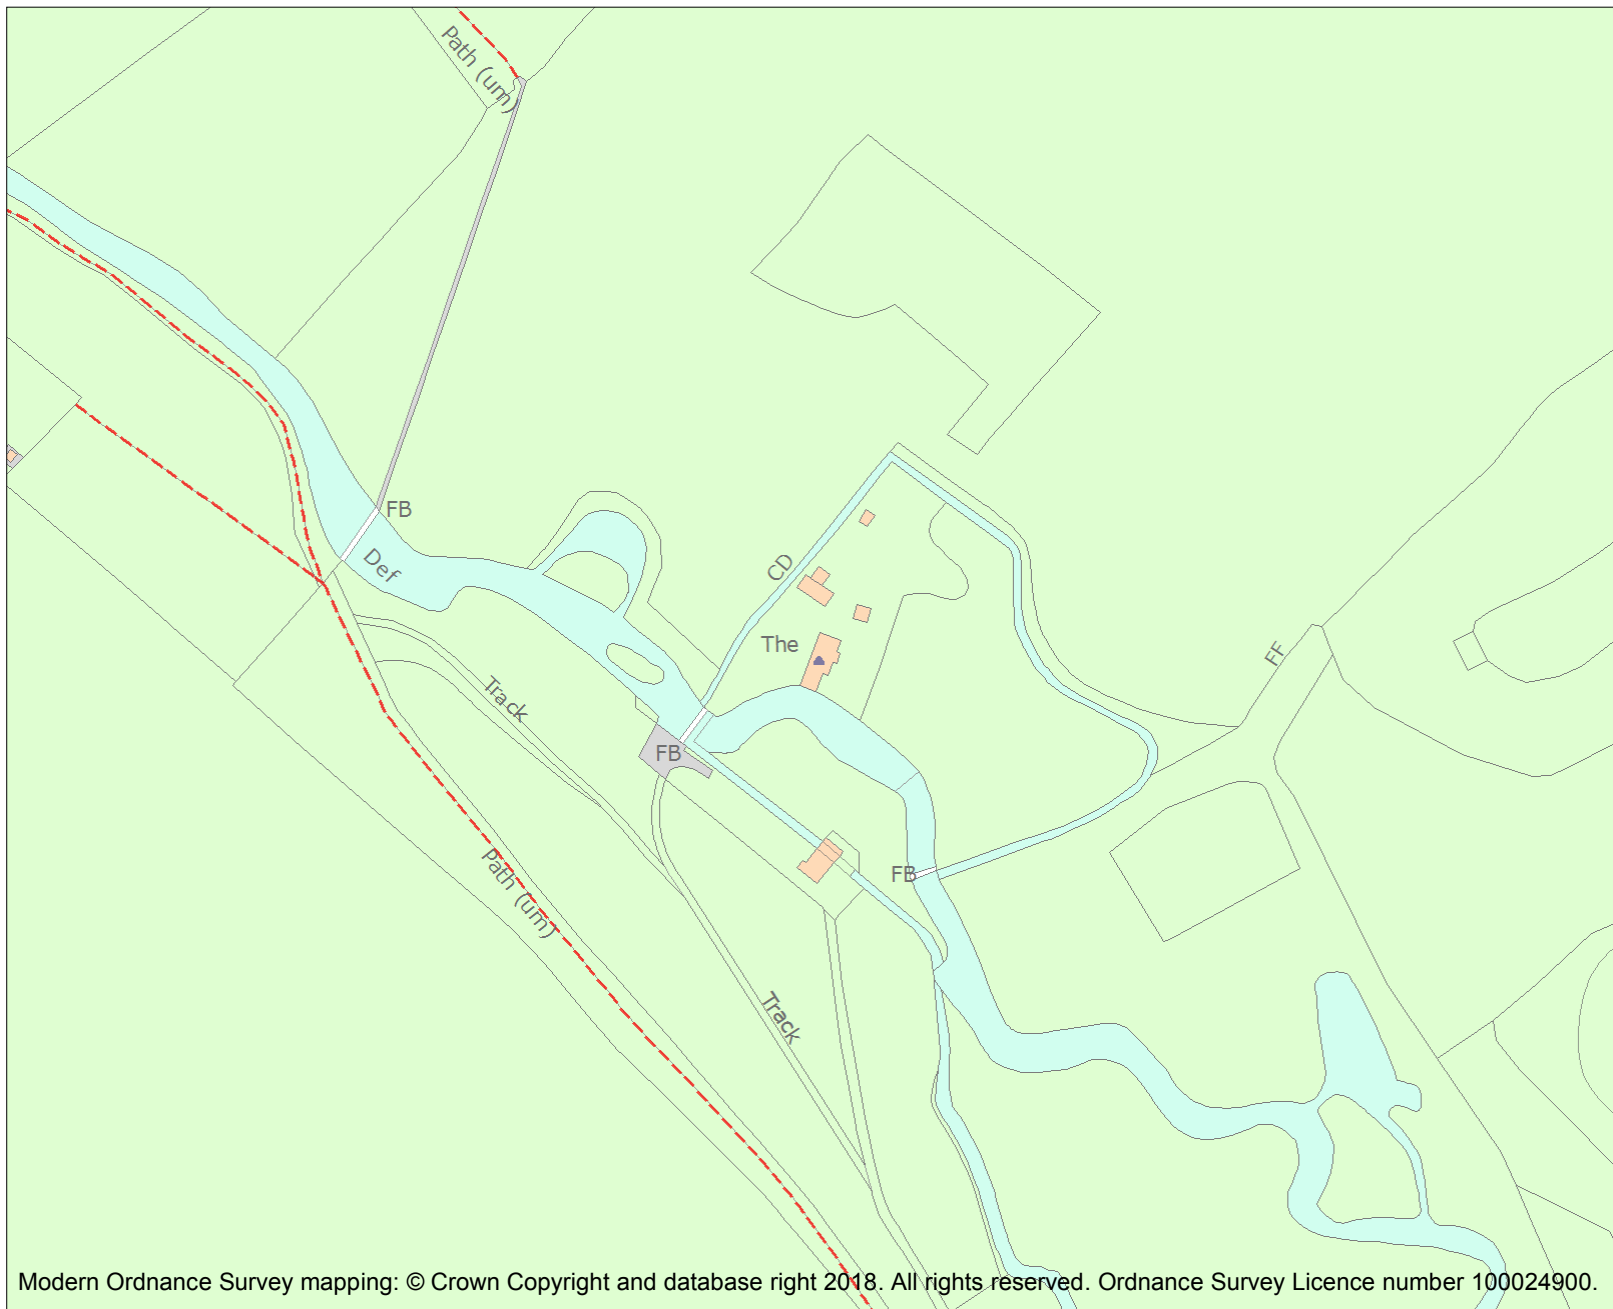 Path (um)
FB
Def
CD
The
FF
Track
FB
Path (um)
FB
Track
Modern Ordnance Survey mapping: © Crown Copyright and database right 2018. All rights reserved. Ordnance Survey Licence number 100024900.